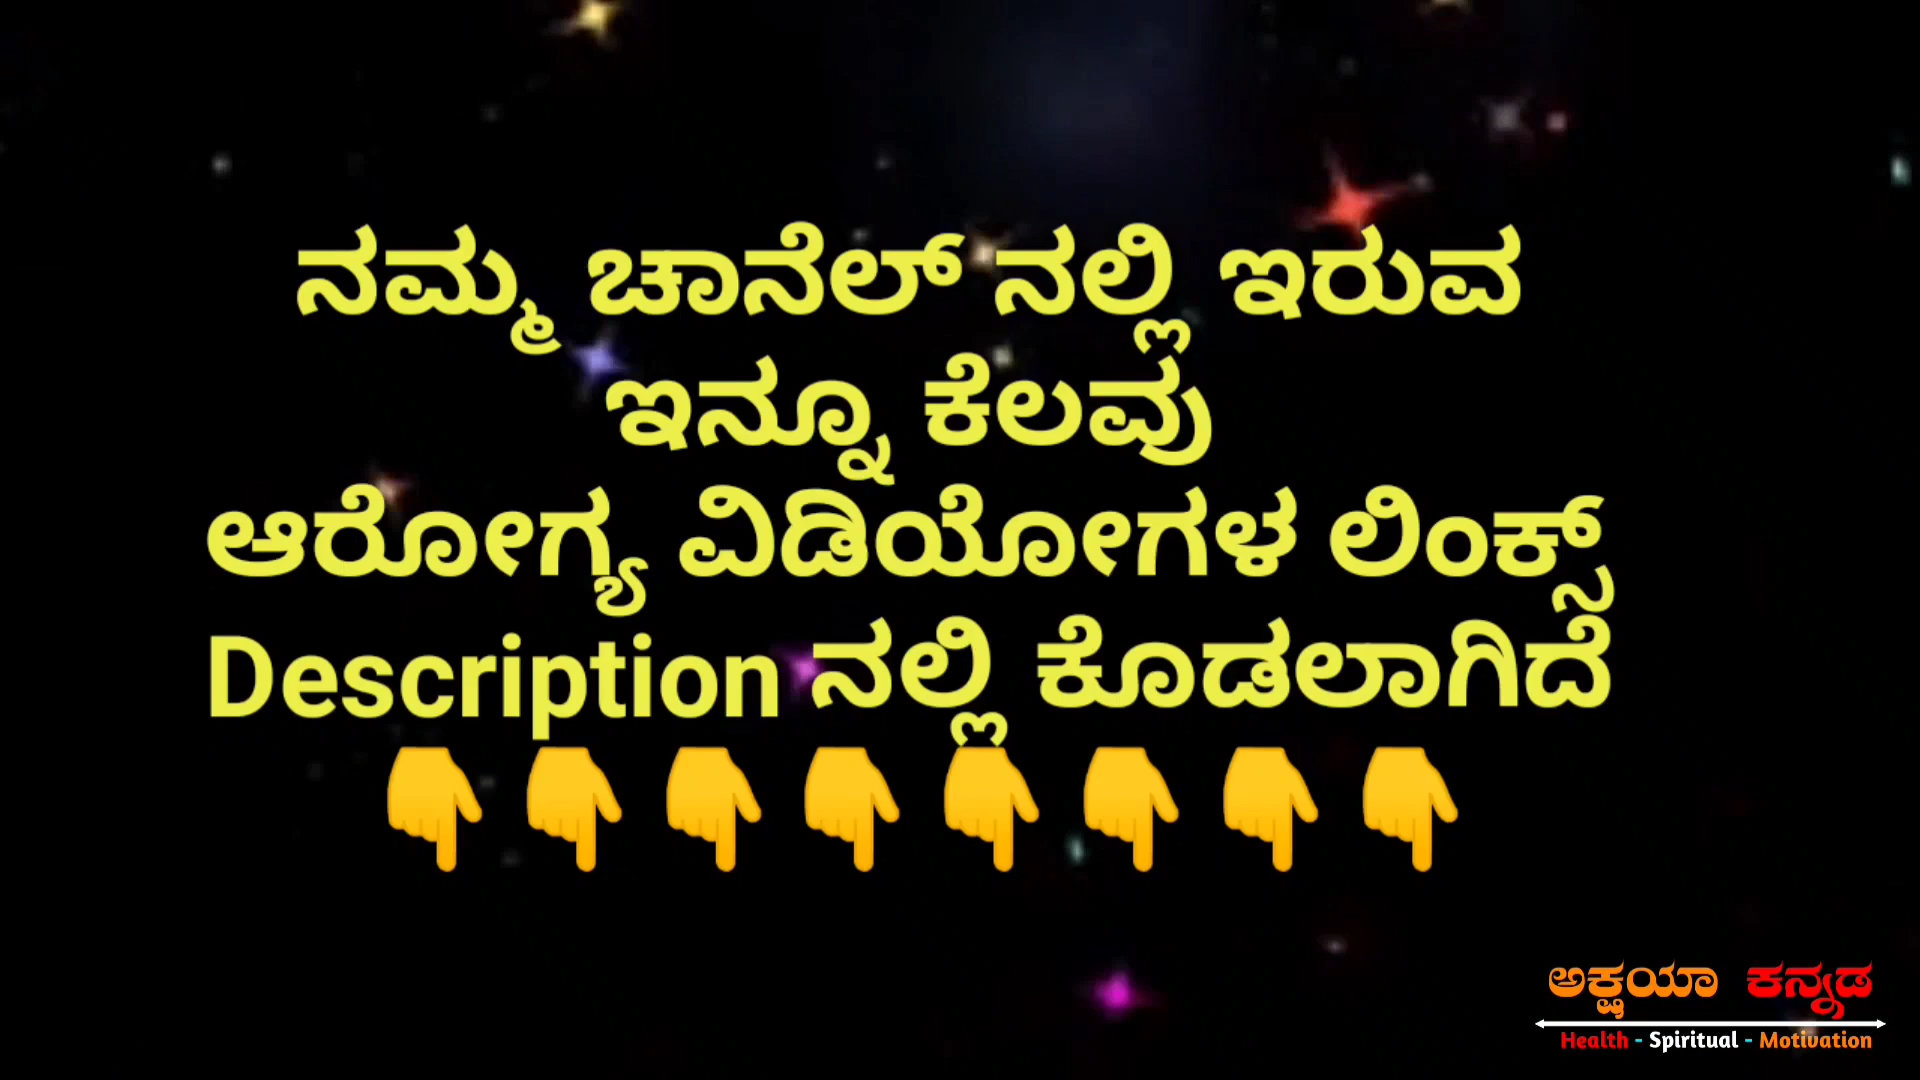 ನಮ್ಮ ಚಾನೆಲ್ ನಲ್ಲಿ ಇರುವ
ಇನ್ನೂ ಕೆಲವು
ಆರೋಗ್ಯ ವಿಡಿಯೋಗಳ ಲಿಂಕ್ಸ್
Description ನಲ್ಲಿ ಕೊಡಲಾಗಿದೆ
👇👇👇👇👇👇👇👇
ಅಕ್ಷಯಾ ಕನ್ನಡ
Health - Spiritual - Motivation